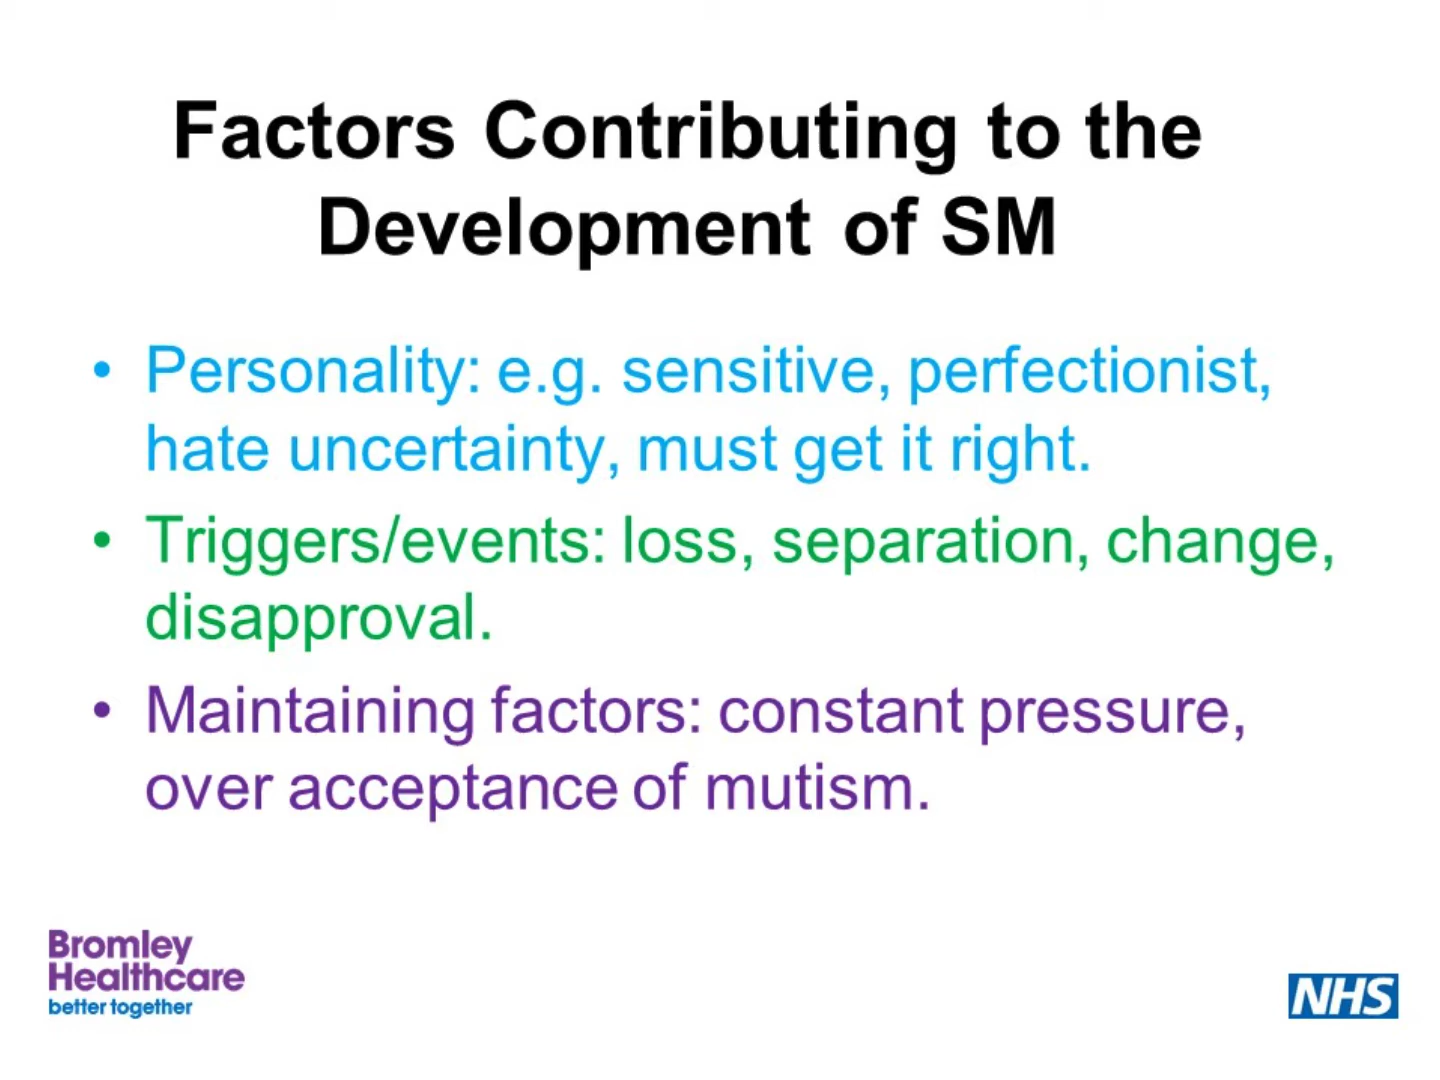 Factors Contributing to the
Development of SM
• Personality: e.g. sensitive, perfectionist,
hate uncertainty, must get it right.
• Triggers/events: loss, separation, change,
disapproval.
• Maintaining factors: constant pressure,
over acceptance of mutism.
Bromley
Healthcare
better together
NHS